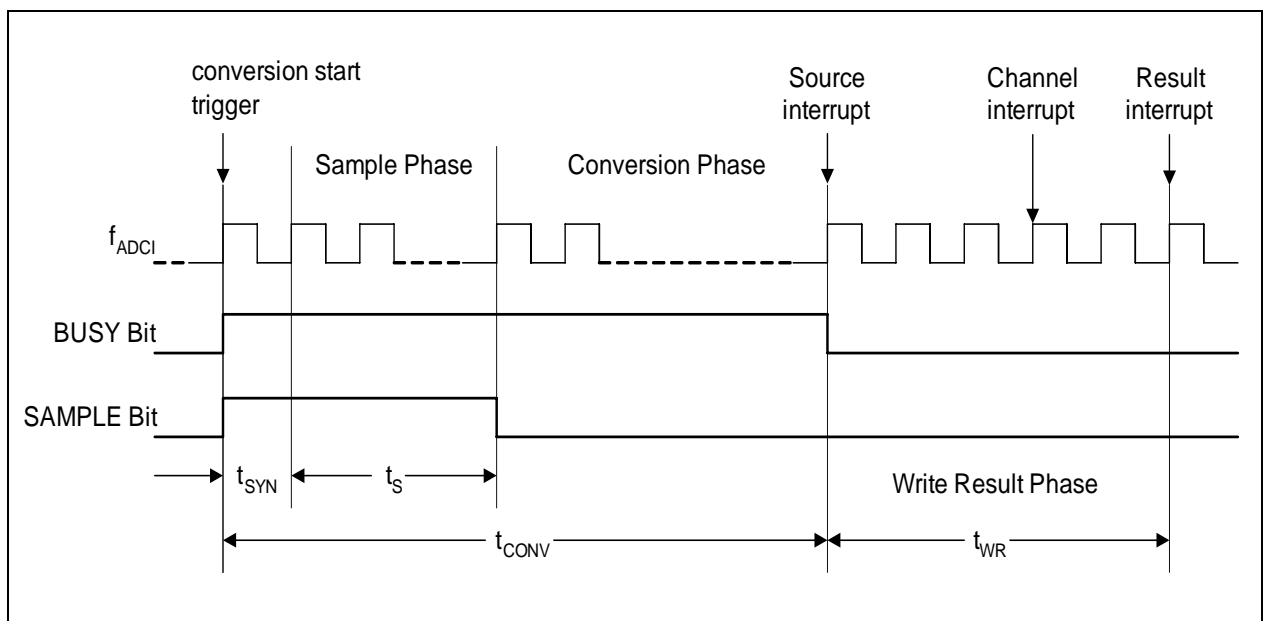 conversion start
trigger
Source
interrupt
Channel
interrupt
Result
interrupt
Sample Phase
Conversion Phase
fADCI
BUSY Bit
SAMPLE Bit
tSYN
tS
Write Result Phase
tCONV
tWR